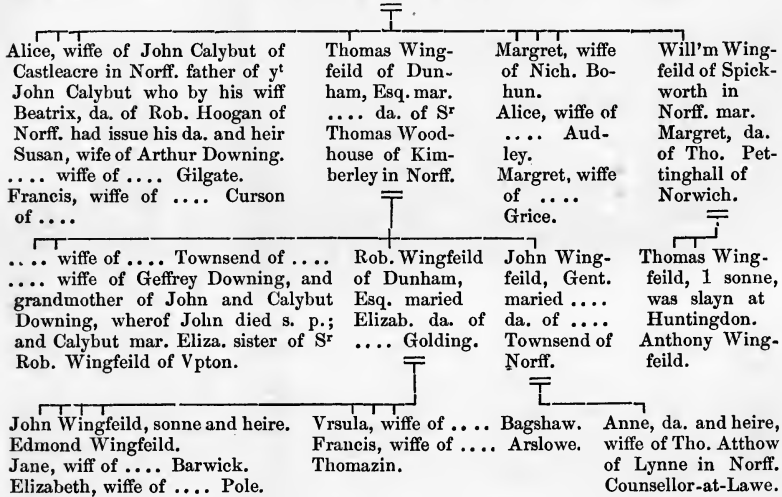 Alice, wiffe of John Calybut of
Castleacre in Norff. father of yᵗ
John Calybut who by his wiff
Beatrix, da. of Rob. Hoogan of
Norff. had issue his da. and heir
Susan, wife of Arthur Downing.
.... wiffe of .... Gilgate.
Francis, wiffe of .... Curson
of ....
Thomas Wing-
feild of Dun-
ham, Esq. mar.
.... da. of Sʳ
Thomas Wood-
house of Kim-
berley in Norff.
Margret, wiffe
of Nich. Bo-
hun.
Alice, wiffe of
.... Aud-
ley.
Margret, wiffe
of ....
Grice.
Will'm Wing-
feild of Spick-
worth in
Norff. mar.
Margret, da.
of Tho. Pet-
tinghall of
Norwich.
.... wiffe of .... Townsend of ....
.... wiffe of Geffrey Downing, and
grandmother of John and Calybut
Downing, wherof John died s. p.;
and Calybut mar. Eliza. sister of Sʳ
Rob. Wingfeild of Vpton.
Rob. Wingfeild
of Dunham,
Esq. maried
Elizab. da. of
.... Golding.
John Wing-
feild, Gent.
maried ....
da. of ....
Townsend of
Norff.
Thomas Wing-
feild, 1 sonne,
was slayn at
Huntingdon.
Anthony Wing-
feild.
John Wingfeild, sonne and heire.
Edmond Wingfeild.
Jane, wiff of .... Barwick.
Elizabeth, wiffe of .... Pole.
Vrsula, wiffe of .... Bagshaw.
Francis, wiffe of .... Arslowe.
Thomazin.
Anne, da. and heire,
wiffe of Tho. Atthow
of Lynne in Norff.
Counsellor-at-Lawe.